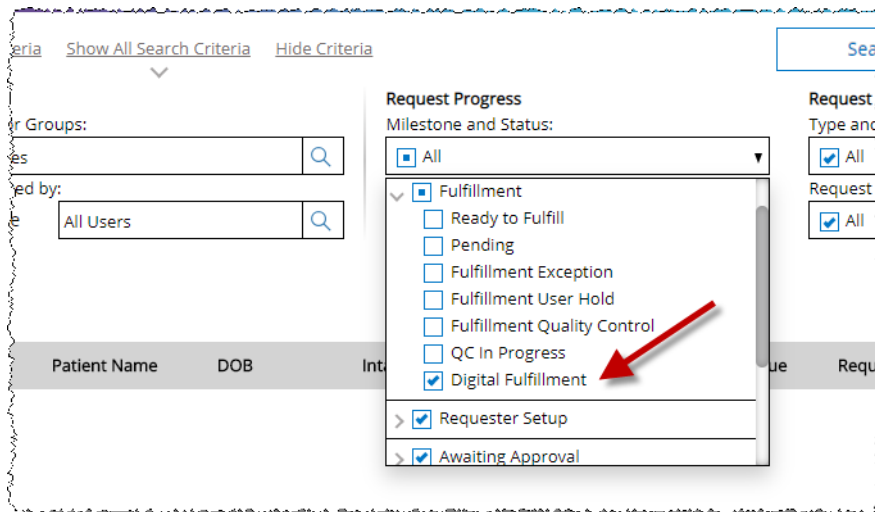 Show All Search Criteria Hide Criteria
Request Progress Request
Milestone and Status:
All All
Request
All Users All
Fulfillment
Ready to Fulfill
Pending
Fulfillment Exception
Fulfillment User Hold
Fulfillment Quality Control
QC In Progress
Patient Name DOB
Digital Fulfillment
Requester Setup
Awaiting Approval